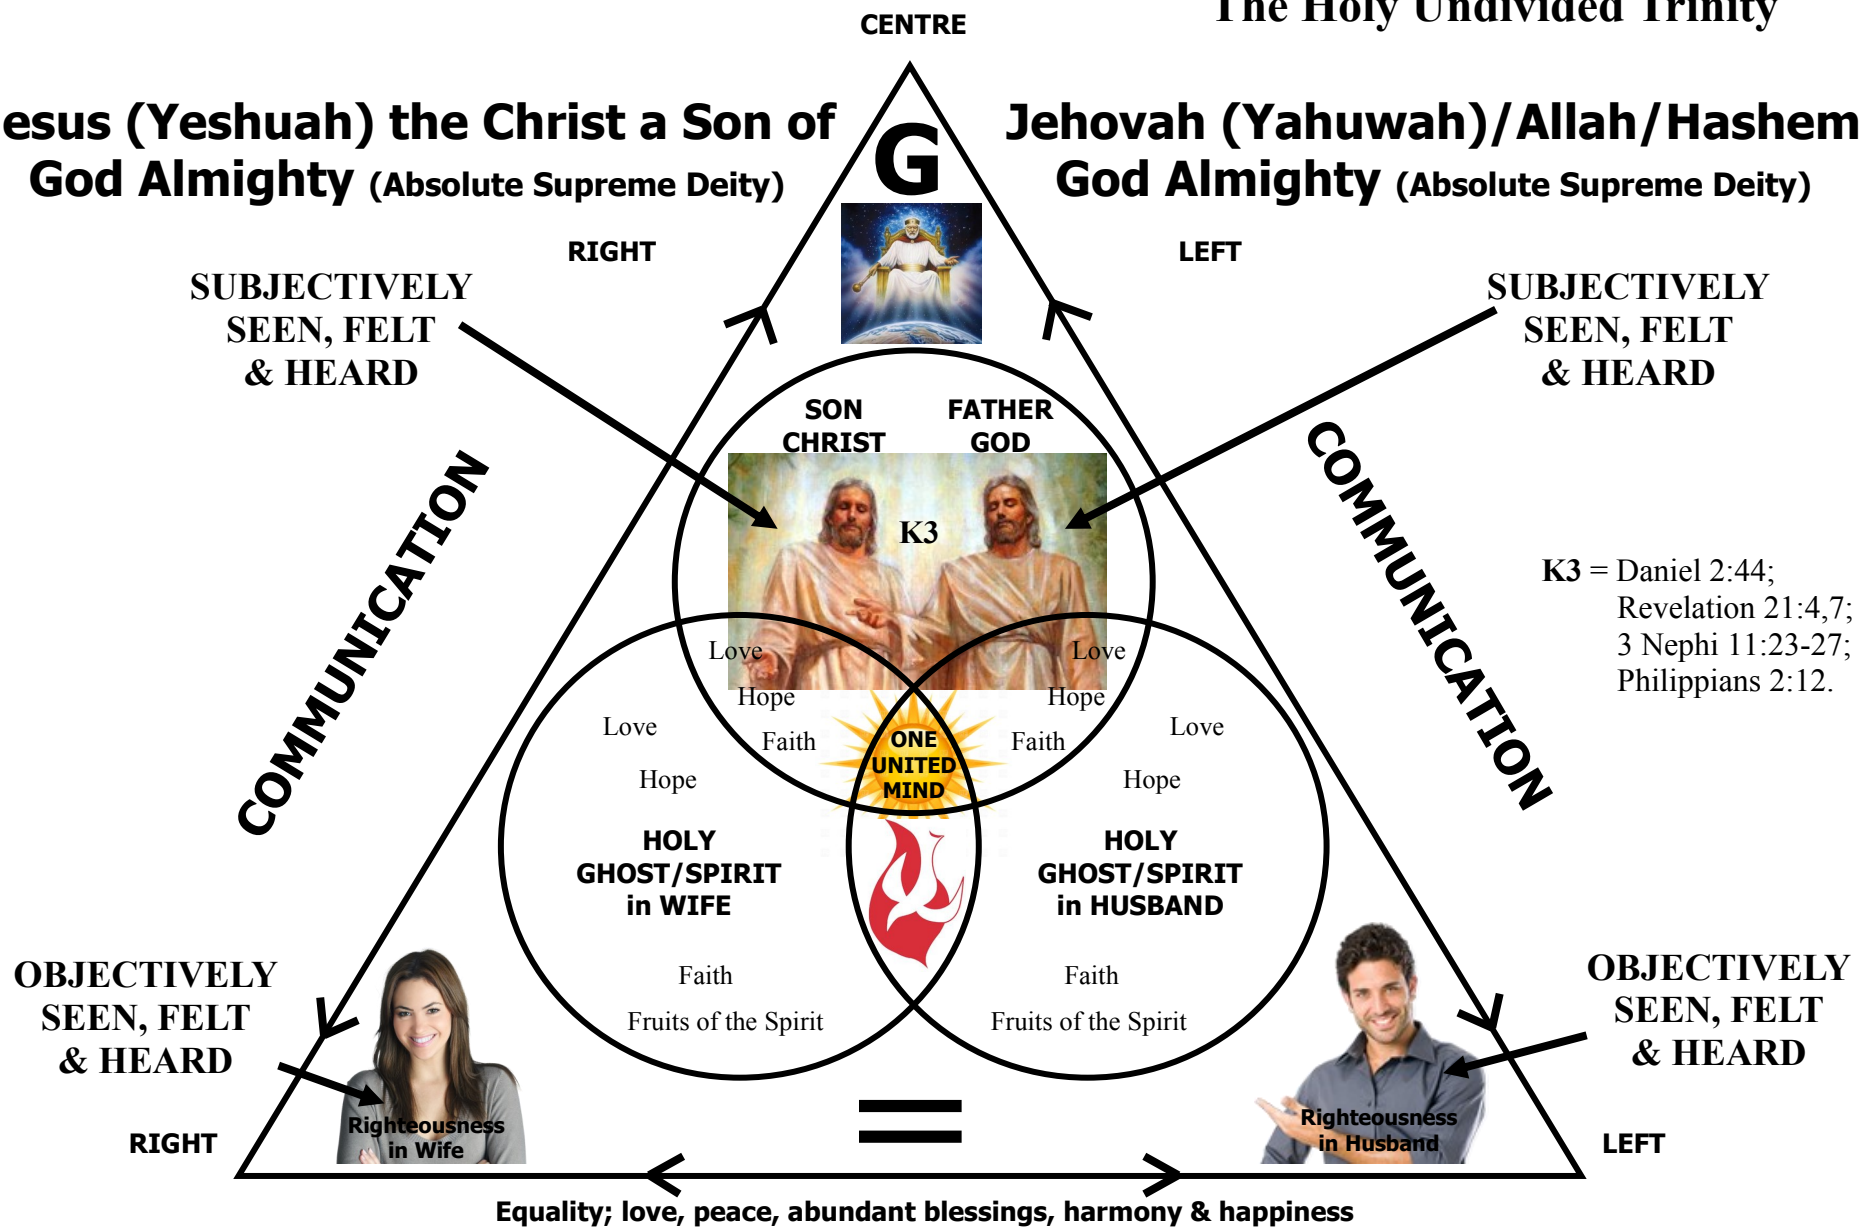 The Holy Undivided Trinity
CENTRE
esus (Yeshuah) the Christ a Son of
God Almighty (Absolute Supreme Deity)
G
Jehovah (Yahuwah)/Allah/Hashem
God Almighty (Absolute Supreme Deity)
RIGHT
LEFT
SUBJECTIVELY
SEEN, FELT
& HEARD
SUBJECTIVELY
SEEN, FELT
& HEARD
SON
CHRIST
FATHER
GOD
K3
COMMUNICATION
COMMUNICATION
K3 = Daniel 2:44;
Revelation 21:4,7;
3 Nephi 11:23-27;
Philippians 2:12.
Love
Hope
Faith
Love
Hope
Faith
ONE
UNITED
MIND
Love
Hope
HOLY
GHOST/SPIRIT
in WIFE
Faith
Fruits of the Spirit
Love
Hope
HOLY
GHOST/SPIRIT
in HUSBAND
Faith
Fruits of the Spirit
OBJECTIVELY
SEEN, FELT
& HEARD
OBJECTIVELY
SEEN, FELT
& HEARD
Righteousness
in Wife
Righteousness
in Husband
=
RIGHT
LEFT
Equality; love, peace, abundant blessings, harmony & happiness